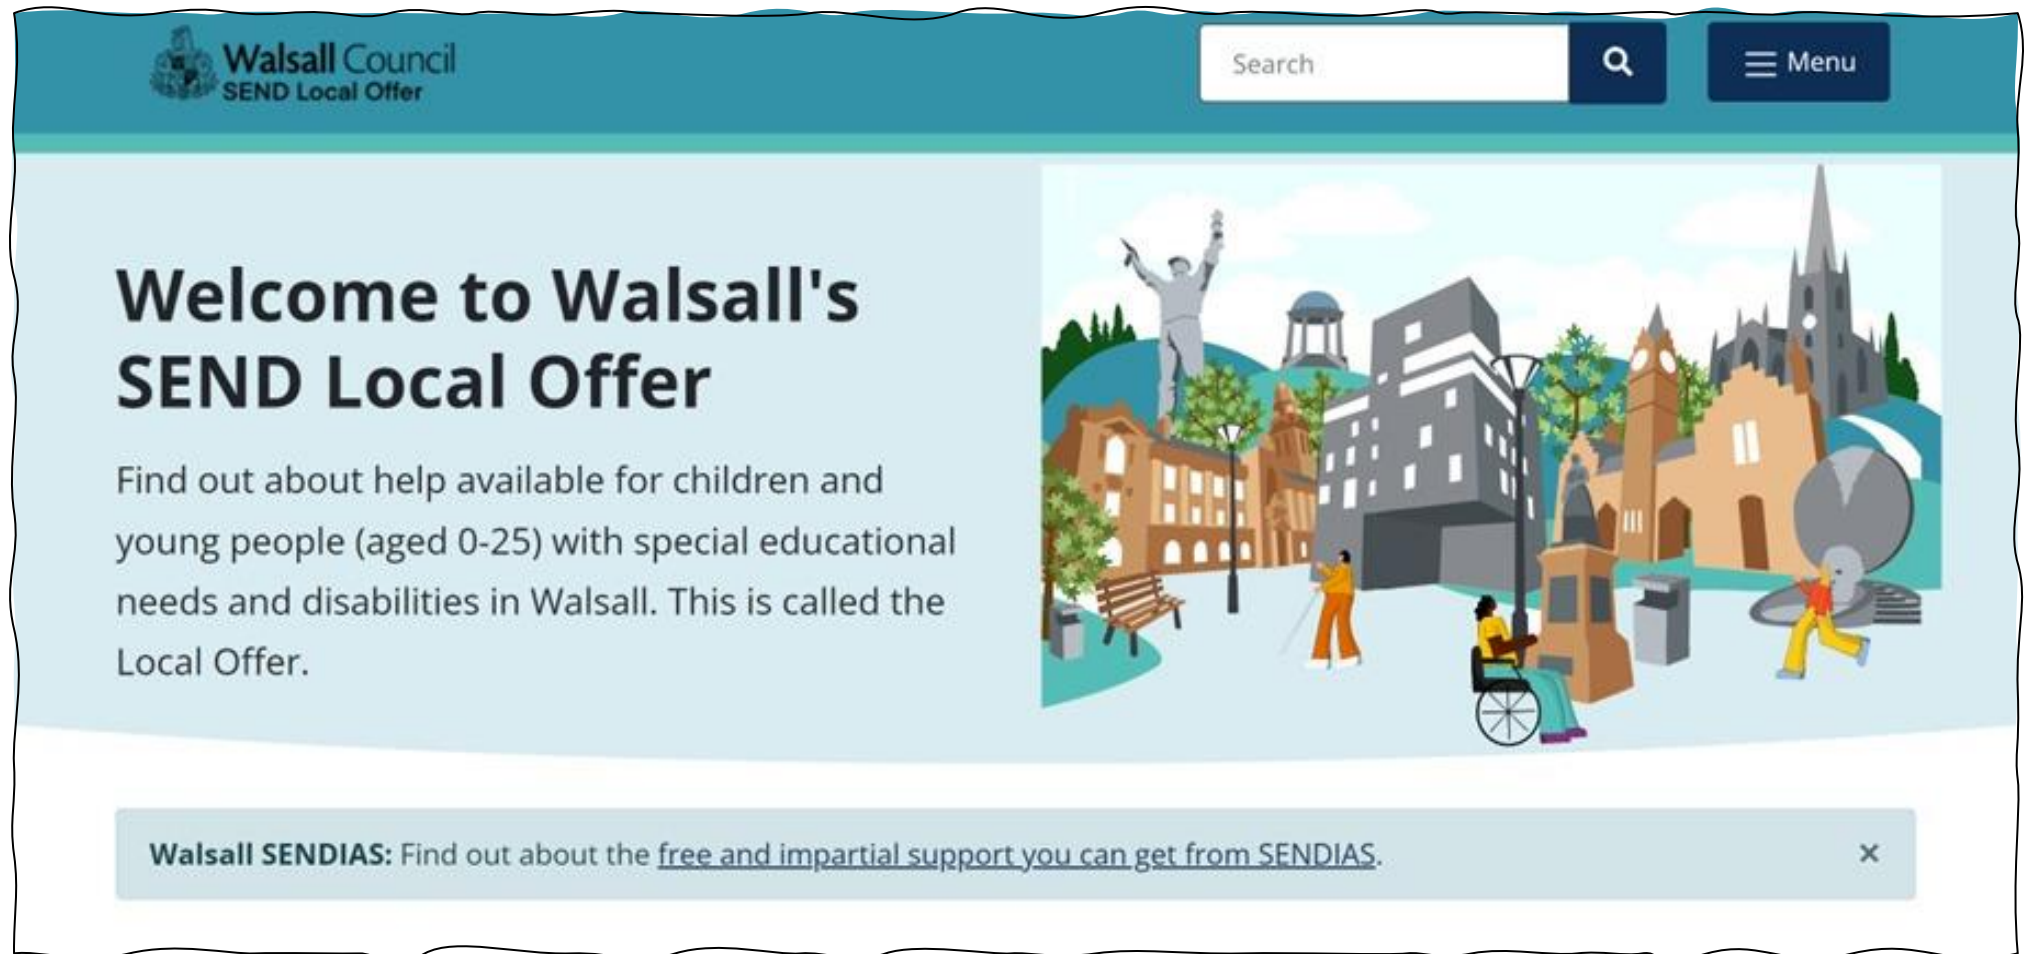 Walsall Council
SEND Local Offer
Search
Menu
Welcome to Walsall's
SEND Local Offer
Find out about help available for children and
young people (aged 0-25) with special educational
needs and disabilities in Walsall. This is called the
Local Offer.
Walsall SENDIAS: Find out about the free and impartial support you can get from SENDIAS.